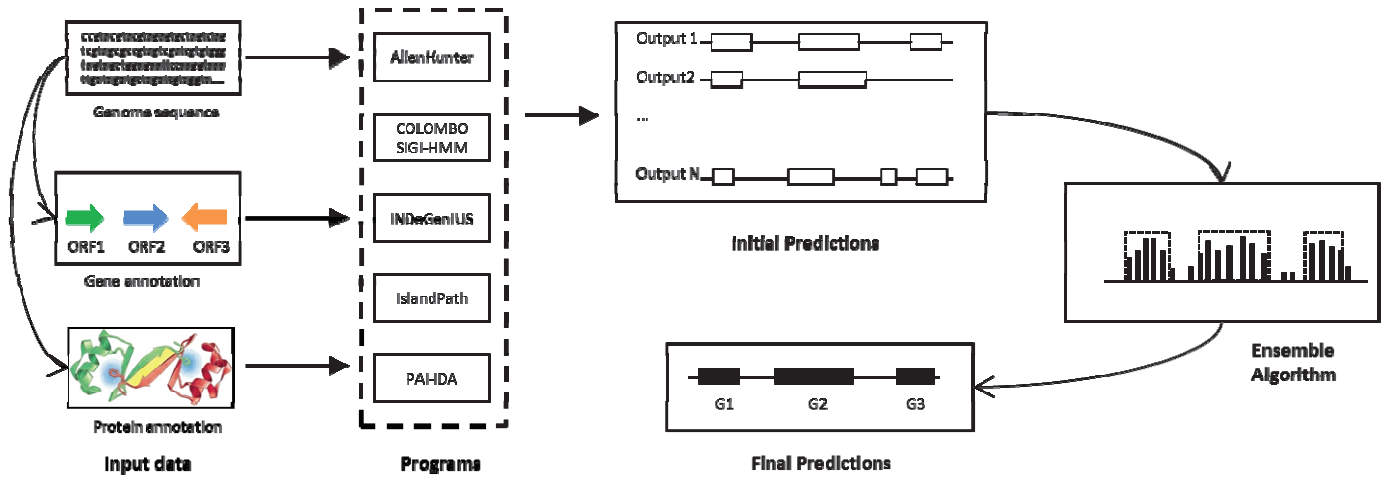 Genome sequence
ORF1 ORF2 ORF3
Gene annotation
Protein annotation
Input data
AlienHunter
COLOMBO
SIGI-HMM
INDeGenIUS
IslandPath
PAHDA
Programs
Output 1
Output2
...
Output N
Initial Predictions
Ensemble
Algorithm
G1 G2 G3
Final Predictions